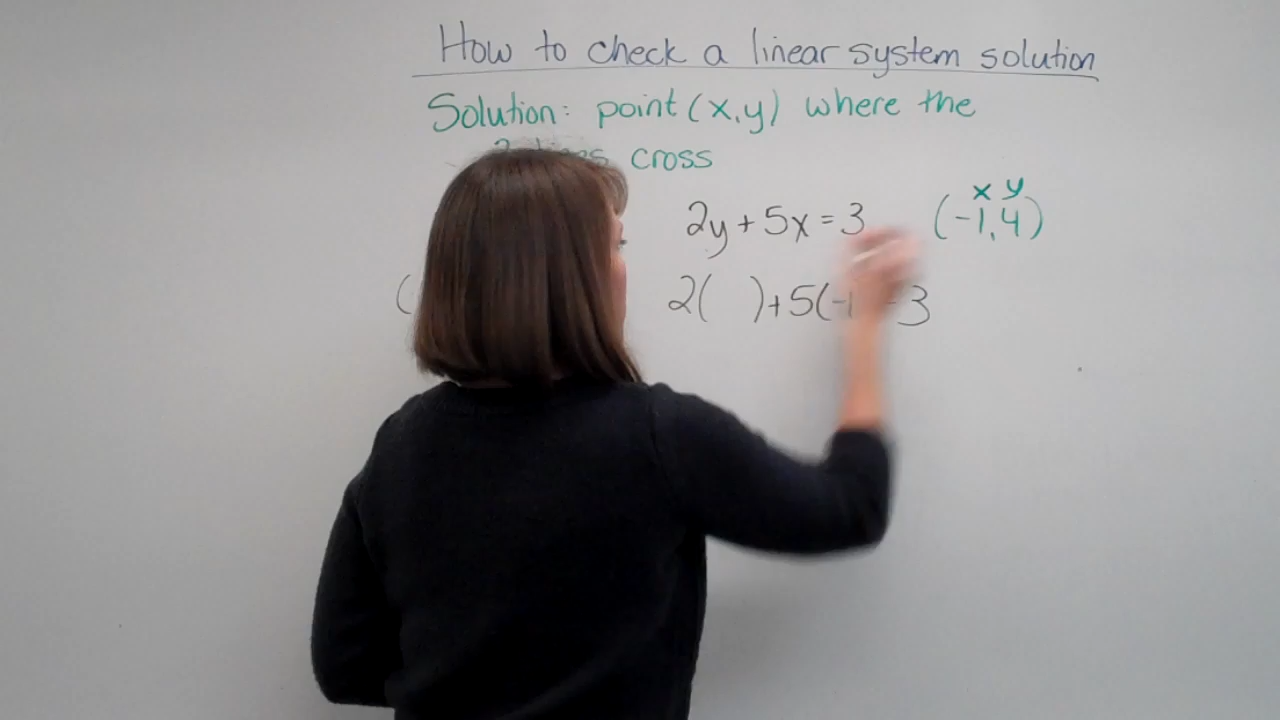 How to check a linear system solution
Solution: point (x,y) where the
cross
x y
2y + 5x = 3 (-1,4)
( 2( ) + 5(-1 3